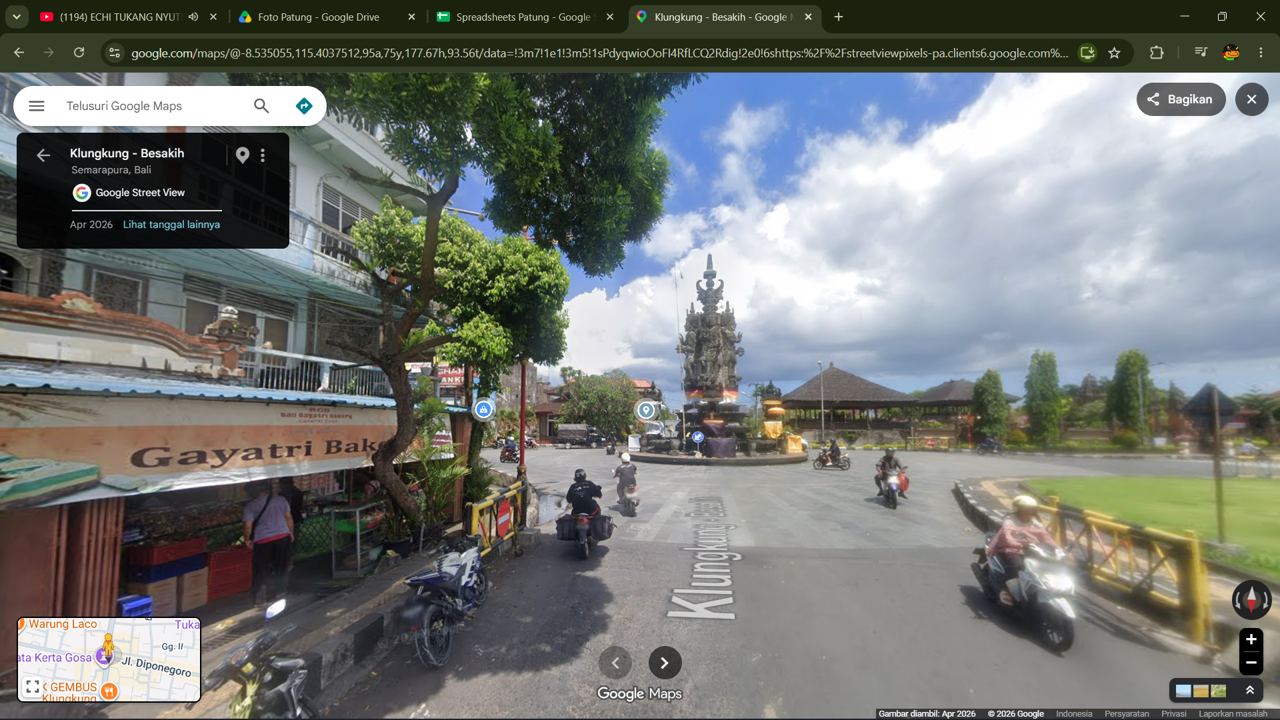 (1194) ECHI TUKANG NYUT
Foto Patung - Google Drive
Spreadsheets Patung - Google S
Klungkung - Besakih - Google M
google.com/maps/@-8.535055,115.4037512,95a,75y,177.67h,93.56t/data=!3m7!1e1!3m5!1sPdyqwioOoFI4RfLCQ2Rdig!2e0!6shttps:%2F%2Fstreetviewpixels-pa.clients6.google.com%...
Telusuri Google Maps
Bagikan
Klungkung - Besakih
Semarapura, Bali
Google Street View
Apr 2026 Lihat tanggal lainnya
Bali Gayatri Bakery
Gayatri Bake
Klungkung - Besakih
Warung Laco
Tuka
Gg. II
ata Kerta Gosa
Jl. Diponegoro
K GEMBUS
Klungkung
Google Maps
Gambar diambil: Apr 2026 © 2026 Google Indonesia Persyaratan Privasi Laporkan masalah